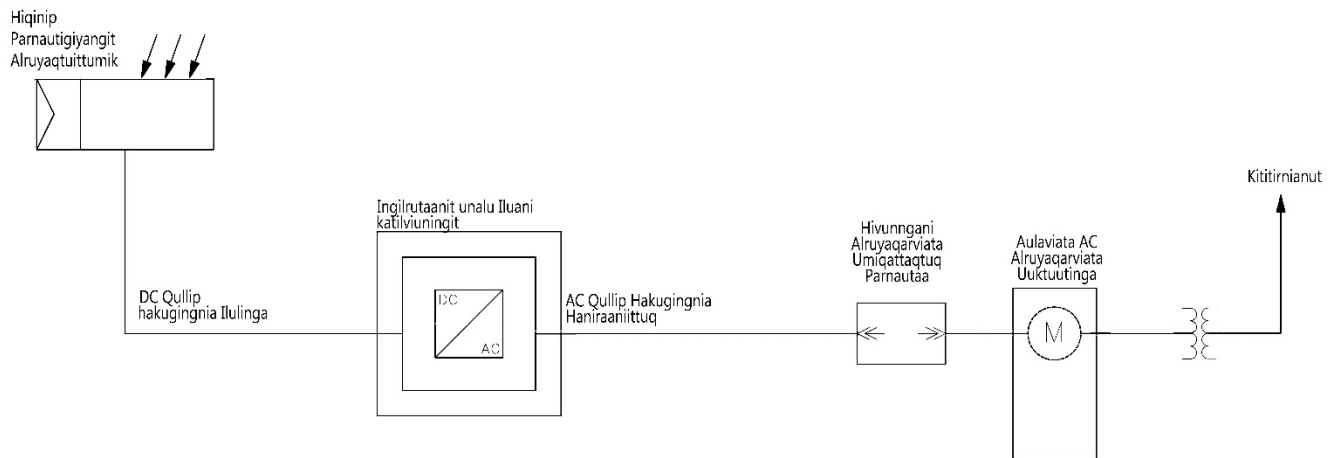 Hiqinip
Parnautigiyangit
Alruyaqtuittumik
Kititirnianut
Ingilrutaanit unalu Iluani
katilviuningit
Hivunngani
Alruyaqarviata
Umiqattaqtuq
Parnautaa
Aulaviata AC
Alruyaqarviata
Uuktuutinga
DC Qullip
hakugingnia Ilulinga
DC
AC
AC Qullip Hakugingnia
Haniraaniittuq
M